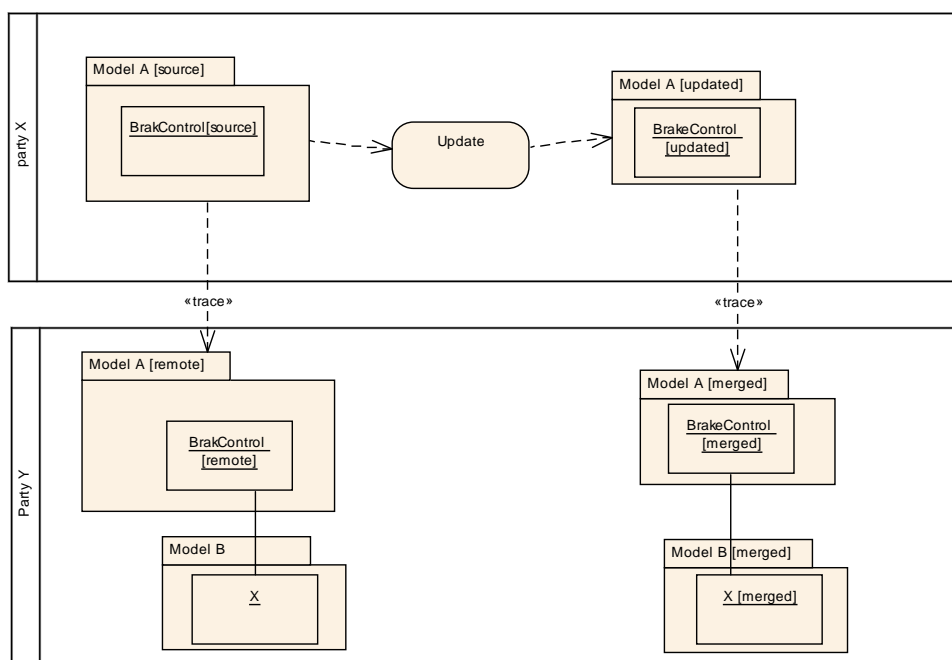 party X
Model A [source]
BrakControl[source]
Update
Model A [updated]
BrakeControl
[updated]
«trace»
«trace»
Party Y
Model A [remote]
BrakControl
[remote]
Model B
X
Model A [merged]
BrakeControl
[merged]
Model B [merged]
X [merged]